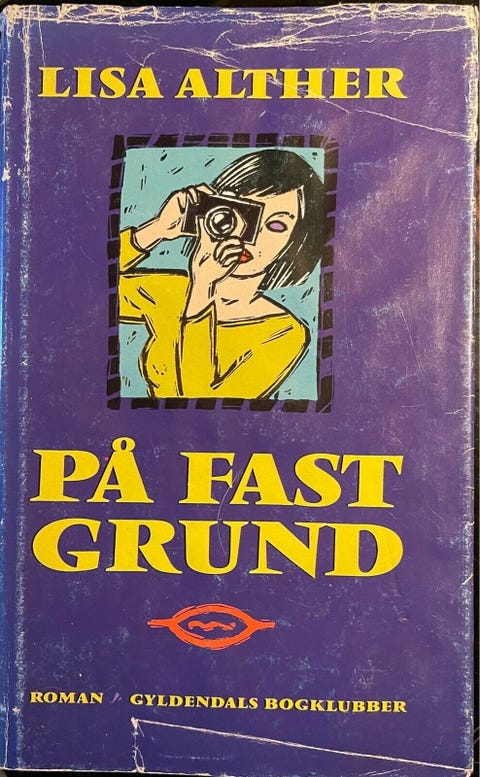 LISA ALTHER
PÅ FAST
GRUND
ROMAN GYLDENDALS BOGKLUBBER